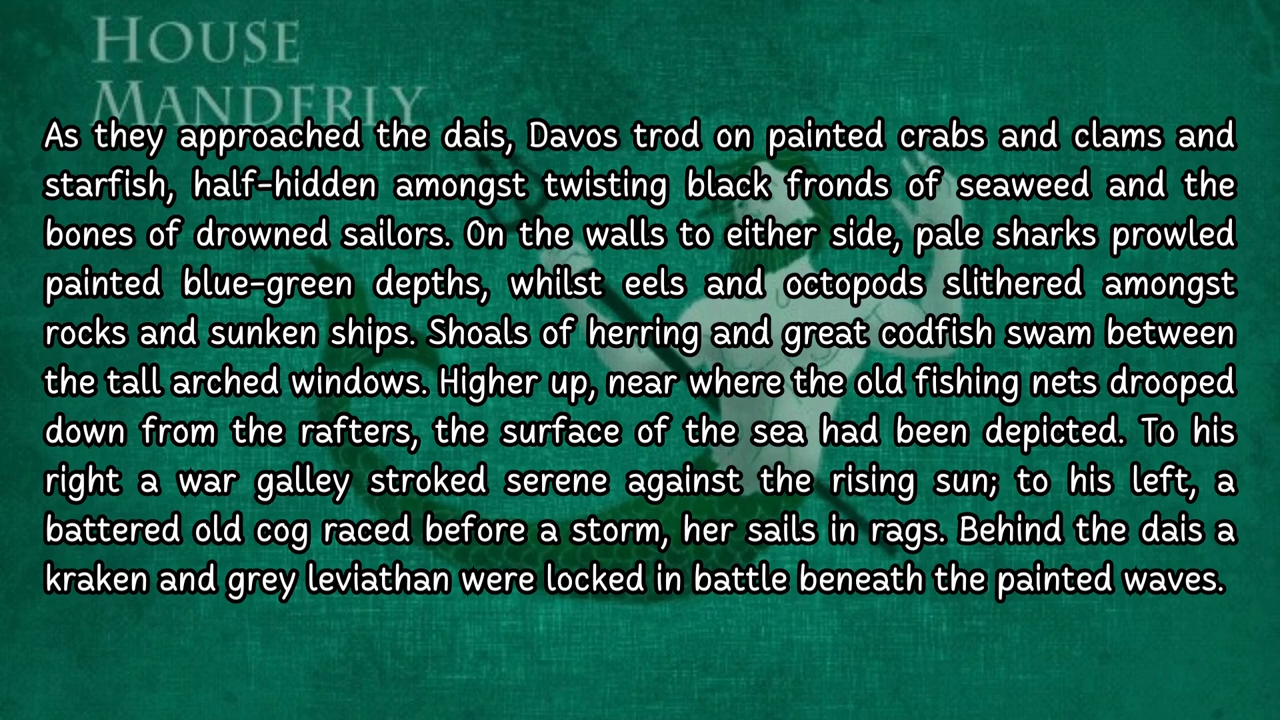 HOUSE
MANDERLY
As they approached the dais, Davos trod on painted crabs and clams and
starfish, half-hidden amongst twisting black fronds of seaweed and the
bones of drowned sailors. On the walls to either side, pale sharks prowled
painted blue-green depths, whilst eels and octopods slithered amongst
rocks and sunken ships. Shoals of herring and great codfish swam between
the tall arched windows. Higher up, near where the old fishing nets drooped
down from the rafters, the surface of the sea had been depicted. To his
right a war galley stroked serene against the rising sun; to his left, a
battered old cog raced before a storm, her sails in rags. Behind the dais a
kraken and grey leviathan were locked in battle beneath the painted waves.